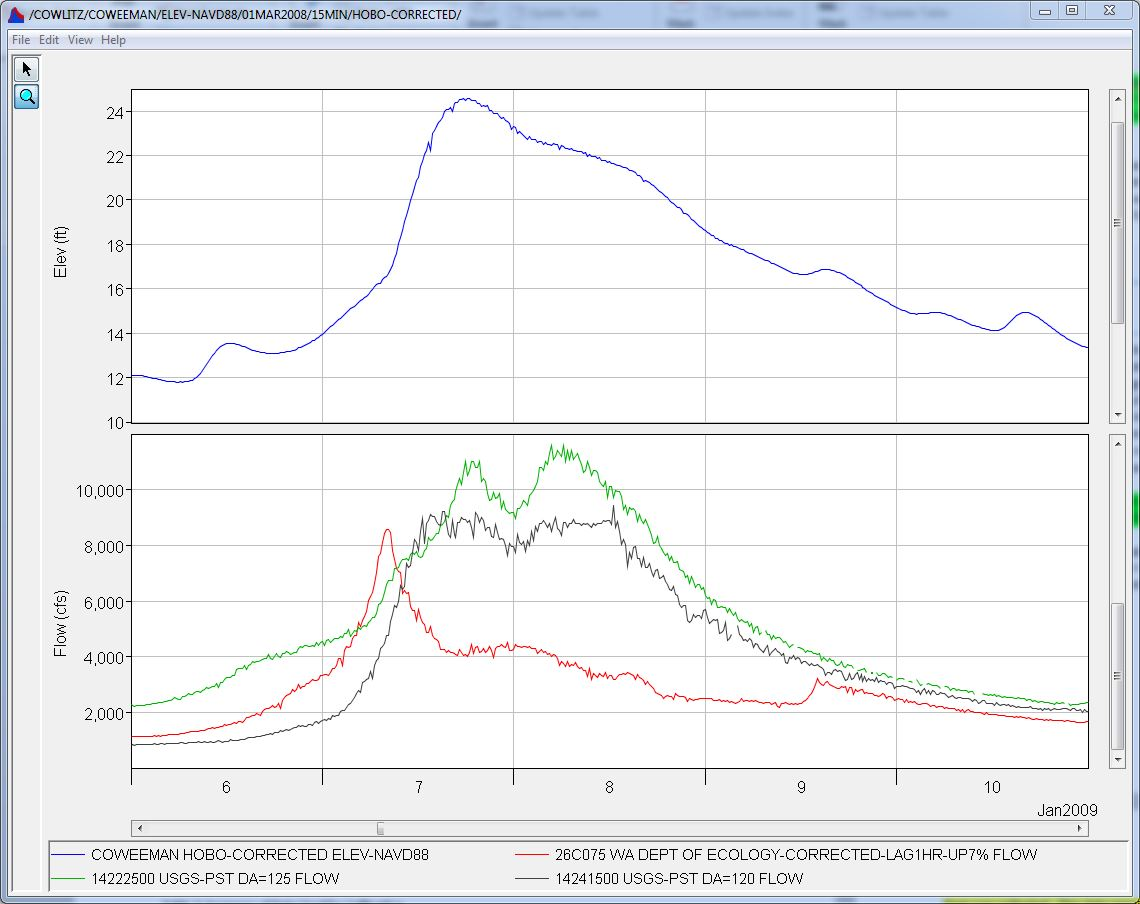 /COWLITZ/COWEEMAN/ELEV-NAVD88/01MAR2008/15MIN/HOBO-CORRECTED/
File Edit View Help
24
22
20
18
16
14
12
10
Elev (ft)
10,000
8,000
6,000
4,000
2,000
Flow (cfs)
6 7 8 9 10
Jan2009
COWEEMAN HOBO-CORRECTED ELEV-NAVD88 26C075 WA DEPT OF ECOLOGY-CORRECTED-LAG1HR-UP7% FLOW
14222500 USGS-PST DA=125 FLOW 14241500 USGS-PST DA=120 FLOW